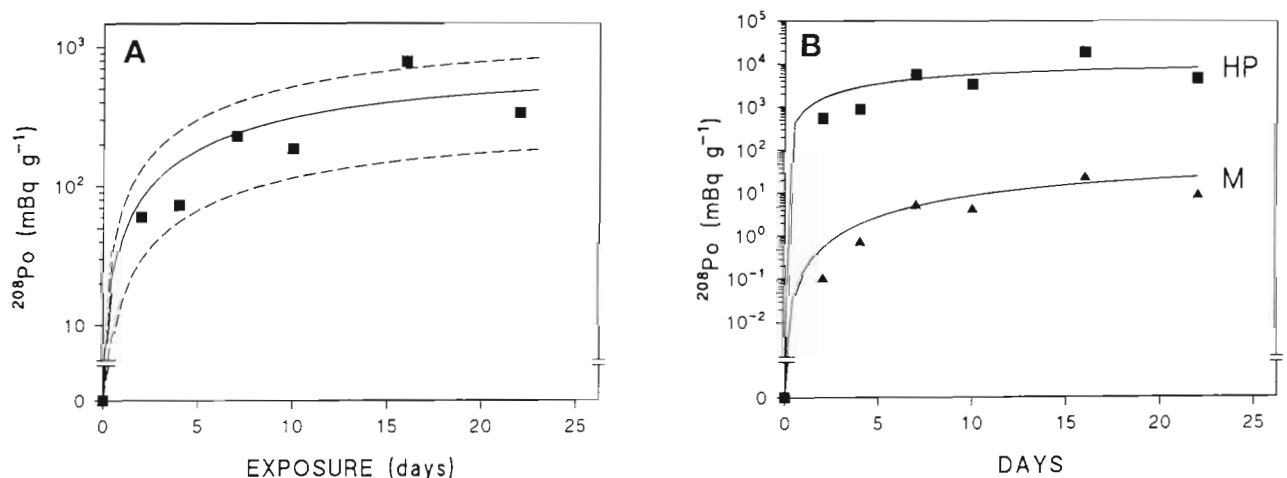 A
10³
10²
10
0
²⁰⁸Po (mBq g⁻¹)
0 5 10 15 20 25
EXPOSURE (days)
B
10⁵
10⁴
10³
10²
10¹
10⁰
10⁻¹
10⁻²
0
²⁰⁸Po (mBq g⁻¹)
HP
M
0 5 10 15 20 25
DAYS